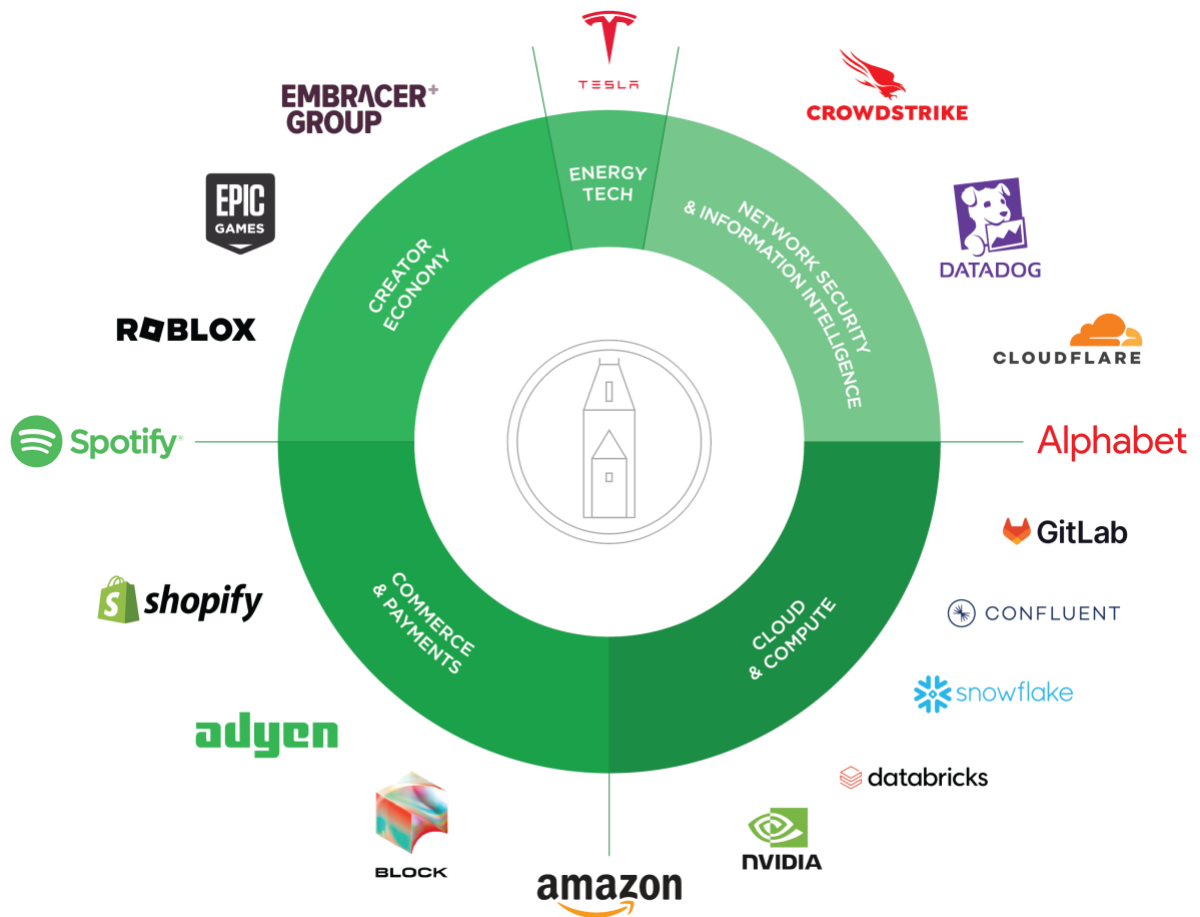 TESLA
EMBRACER+
GROUP
CROWDSTRIKE
ENERGY
TECH
EPIC
GAMES
NETWORK SECURITY
& INFORMATION INTELLIGENCE
DATADOG
CREATOR
ECONOMY
ROBLOX
CLOUDFLARE
Spotify®
Alphabet
GitLab
S shopify
COMMERCE
& PAYMENTS
CLOUD
& COMPUTE
CONFLUENT
snowflake
adyen
databricks
BLOCK
NVIDIA
amazon